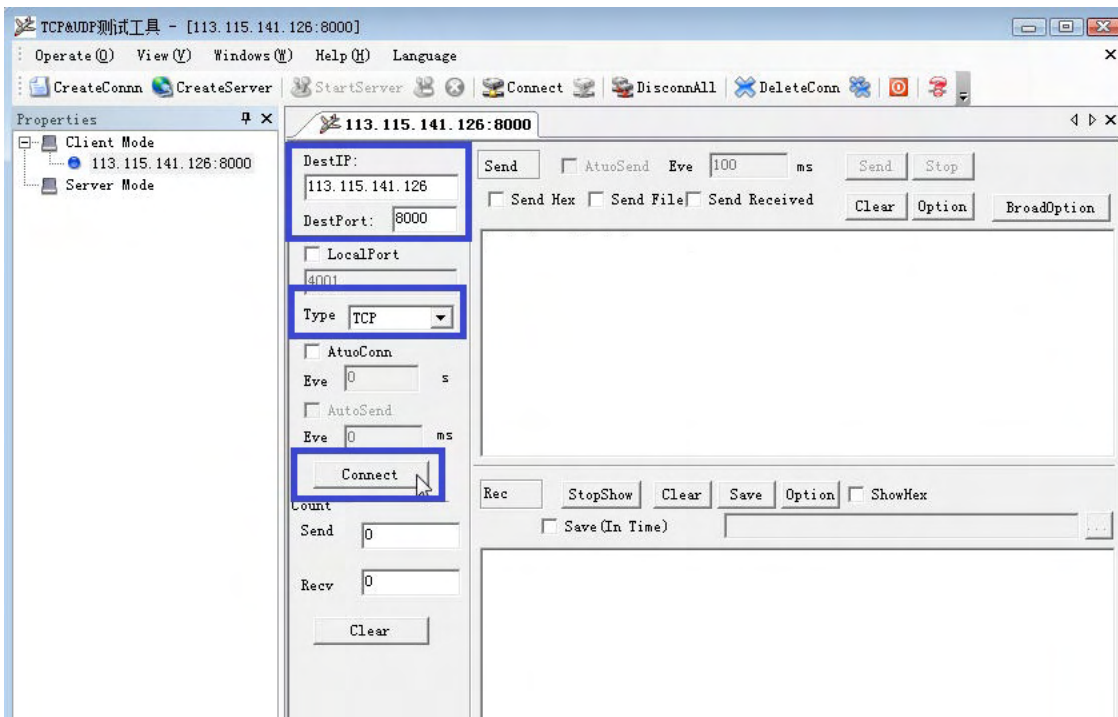 TCP&UDP测试工具 - [113.115.141.126:8000]
Operate(O) View(V) Windows(W) Help(H) Language
CreateConnn CreateServer StartServer Connect DisconnAll DeleteConn
Properties
Client Mode
113.115.141.126:8000
Server Mode
113.115.141.126:8000
DestIP:
113.115.141.126
DestPort: 8000
LocalPort
4001
Type TCP
AtuoConn
Eve 0 s
AutoSend
Eve 0 ms
Connect
Count
Send 0
Recv 0
Clear
Send AtuoSend Eve 100 ms Send Stop
Send Hex Send File Send Received Clear Option BroadOption
Rec StopShow Clear Save Option ShowHex
Save(In Time) ...